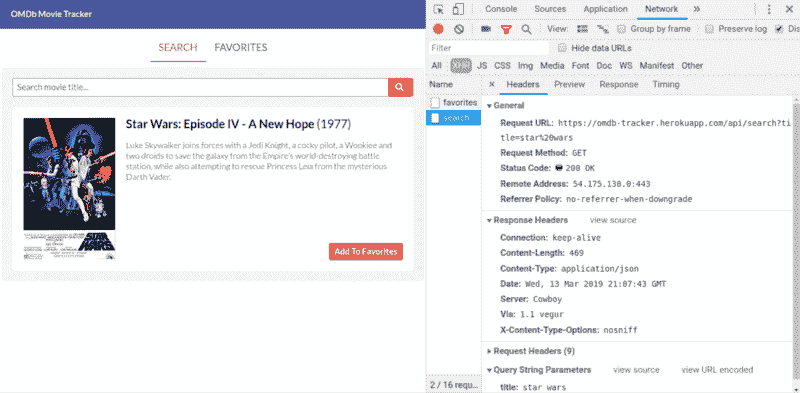 OMDb Movie Tracker
SEARCH FAVORITES
Search movie title...
Star Wars: Episode IV - A New Hope (1977)
Luke Skywalker joins forces with a Jedi Knight, a cocky pilot, a Wookiee and
two droids to save the galaxy from the Empire's world-destroying battle
station, while also attempting to rescue Princess Leia from the mysterious
Darth Vader.
STAR
WARS
Add To Favorites
Console Sources Application Network »
View: Group by frame Preserve log Dis
Filter Hide data URLs
All XHR JS CSS Img Media Font Doc WS Manifest Other
Name × Headers Preview Response Timing
favorites
search
▼ General
Request URL: https://omdb-tracker.herokuapp.com/api/search?ti
tle=star%20wars
Request Method: GET
Status Code: 200 OK
Remote Address: 54.175.130.0:443
Referrer Policy: no-referrer-when-downgrade
▼ Response Headers view source
Connection: keep-alive
Content-Length: 469
Content-Type: application/json
Date: Wed, 13 Mar 2019 21:07:43 GMT
Server: Cowboy
Via: 1.1 vegur
X-Content-Type-Options: nosniff
▶ Request Headers (9)
▼ Query String Parameters view source view URL encoded
title: star wars
2 / 16 requ...